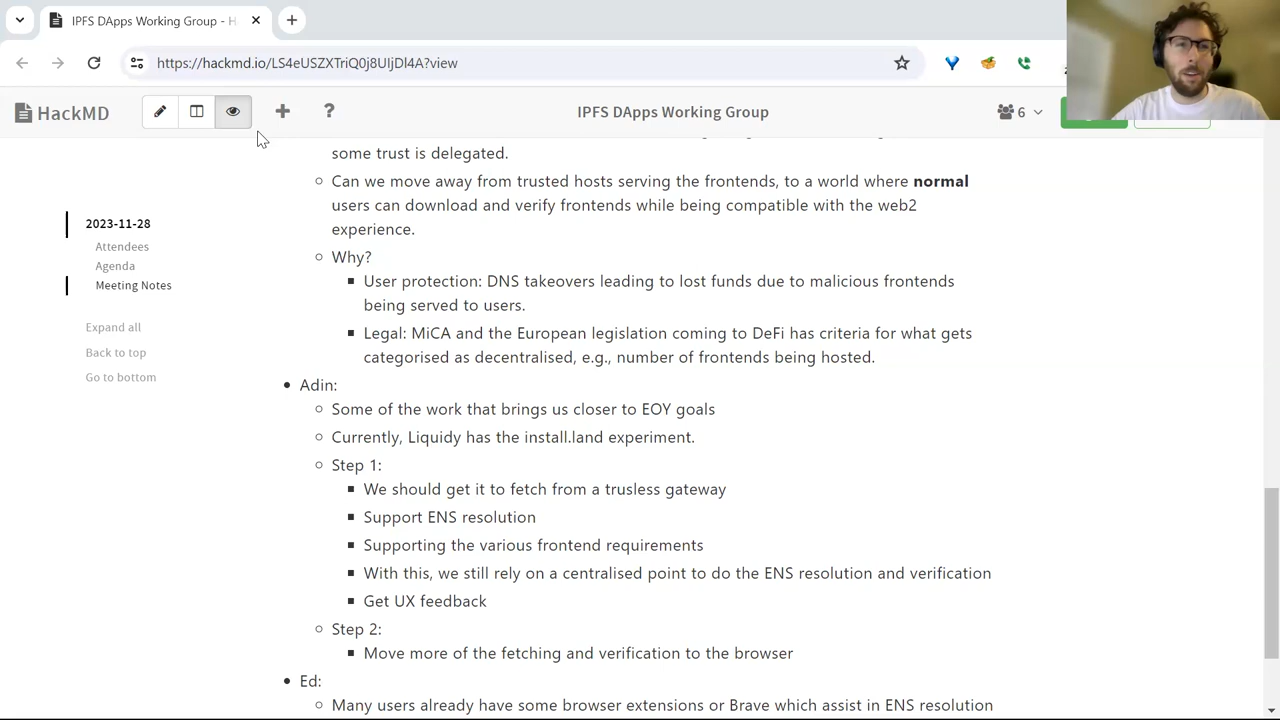 IPFS DApps Working Group - H
https://hackmd.io/LS4eUSZXTriQ0j8UIjDl4A?view
HackMD
IPFS DApps Working Group
6
some trust is delegated.
Can we move away from trusted hosts serving the frontends, to a world where normal
users can download and verify frontends while being compatible with the web2
experience.
Why?
User protection: DNS takeovers leading to lost funds due to malicious frontends
being served to users.
Legal: MiCA and the European legislation coming to DeFi has criteria for what gets
categorised as decentralised, e.g., number of frontends being hosted.
2023-11-28
Attendees
Agenda
Meeting Notes
Expand all
Back to top
Go to bottom
Adin:
Some of the work that brings us closer to EOY goals
Currently, Liquidy has the install.land experiment.
Step 1:
We should get it to fetch from a trusless gateway
Support ENS resolution
Supporting the various frontend requirements
With this, we still rely on a centralised point to do the ENS resolution and verification
Get UX feedback
Step 2:
Move more of the fetching and verification to the browser
Ed:
Many users already have some browser extensions or Brave which assist in ENS resolution